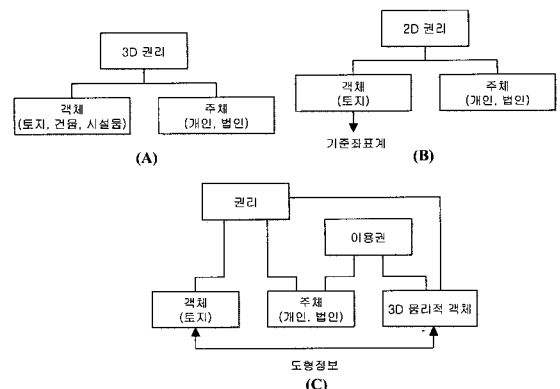 3D 권리
객체
(토지, 건물, 시설둠)
주체
(개인, 법인)
(A)
2D 권리
객체
(토지)
주체
(개인, 법인)
기준좌표계
(B)
권리
이용권
객체
(토지)
주체
(개인, 법인)
3D 물리적 객체
도형정보
(C)